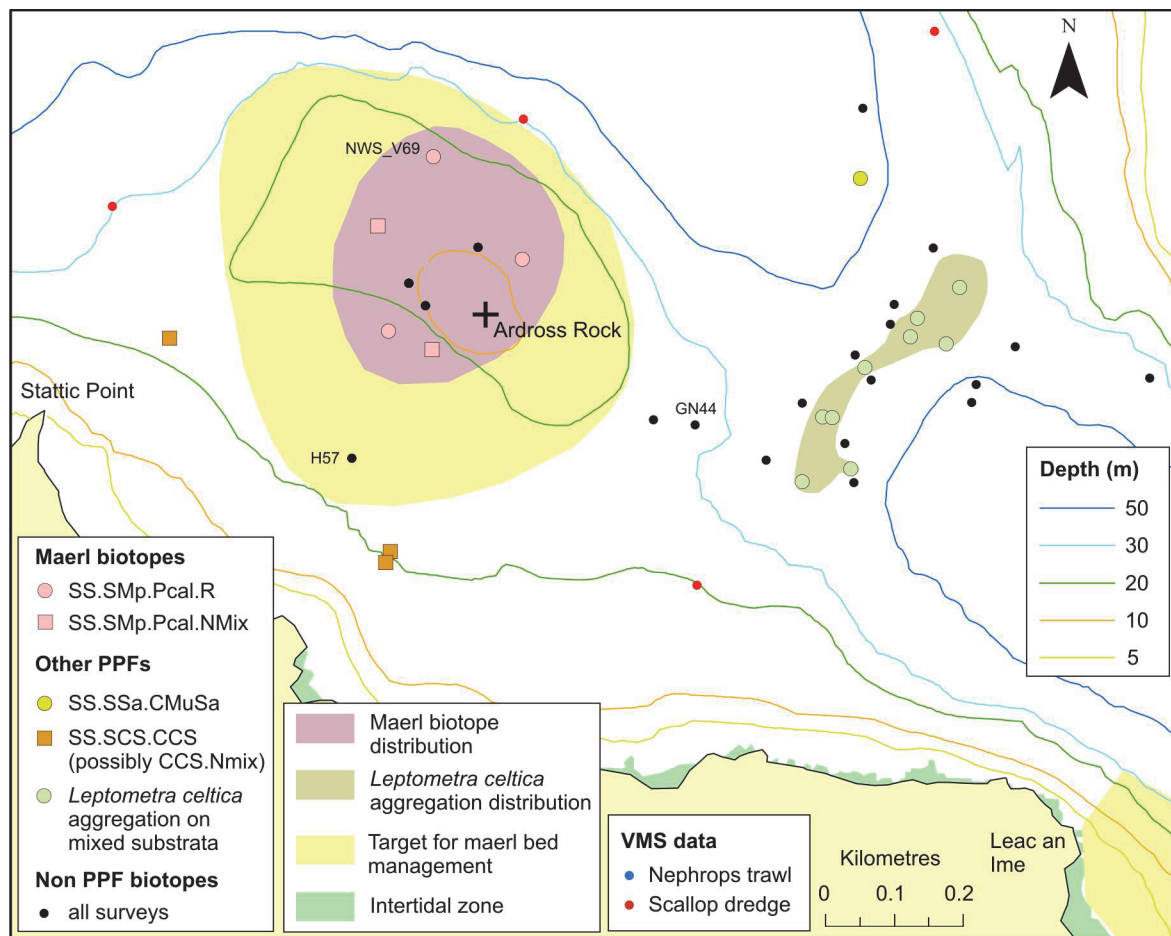 N
NWS_V69
Ardross Rock
Stattic Point
GN44
H57
Depth (m)
50
30
20
10
5
Maerl biotopes
SS.SMp.Pcal.R
SS.SMp.Pcal.NMix
Other PPFs
SS.SSa.CMuSa
SS.SCS.CCS
(possibly CCS.Nmix)
Leptometra celtica
aggregation on
mixed substrata
Non PPF biotopes
all surveys
Maerl biotope
distribution
Leptometra celtica
aggregation distribution
Target for maerl bed
management
Intertidal zone
VMS data
Nephrops trawl
Scallop dredge
Kilometres
0 0.1 0.2
Leac an
Ime